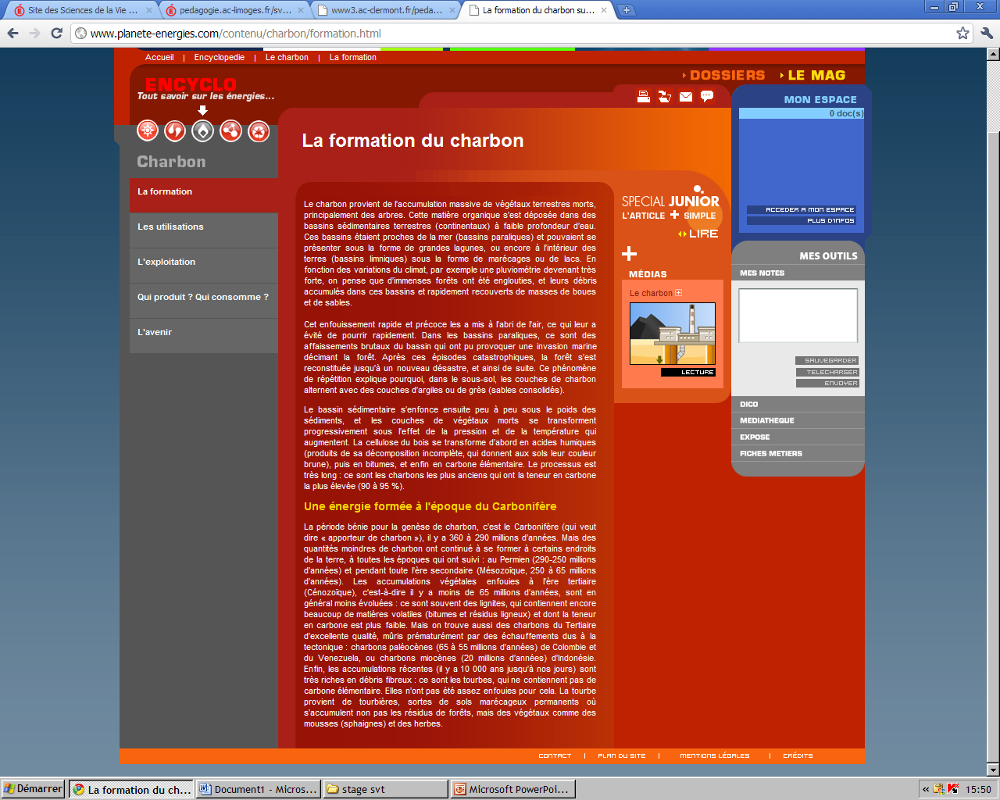 Site des Sciences de la Vie ...
pedagogie.ac-limoges.fr/sv...
www3.ac-clermont.fr/peda...
La formation du charbon su...
www.planete-energies.com/contenu/charbon/formation.html
Accueil | Encyclopedie | Le charbon | La formation
DOSSIERS LE MAG
ENCYCLO
Tout savoir sur les énergies...
Charbon
La formation
Les utilisations
L'exploitation
Qui produit ? Qui consomme ?
L'avenir
La formation du charbon
Le charbon provient de l'accumulation massive de végétaux terrestres morts,
principalement des arbres. Cette matière organique s'est déposée dans des
bassins sédimentaires terrestres (continentaux) à faible profondeur d'eau.
Ces bassins étaient proches de la mer (bassins paraliques) et pouvaient se
présenter sous la forme de grandes lagunes, ou encore à l'intérieur des
terres (bassins limniques) sous la forme de marécages ou de lacs. En
fonction des variations du climat, par exemple une pluviométrie devenant très
forte, on pense que d'immenses forêts ont été englouties, et leurs débris
accumulés dans ces bassins et rapidement recouverts de masses de boues
et de sables.
Cet enfouissement rapide et précoce les a mis à l'abri de l'air, ce qui leur a
évité de pourrir rapidement. Dans les bassins paraliques, ce sont des
affaissements brutaux du bassin qui ont pu provoquer une invasion marine
décimant la forêt. Après ces épisodes catastrophiques, la forêt s'est
reconstituée jusqu'à un nouveau désastre, et ainsi de suite. Ce phénomène
de répétition explique pourquoi, dans le sous-sol, les couches de charbon
alternent avec des couches d'argiles ou de grès (sables consolidés).
Le bassin sédimentaire s'enfonce ensuite peu à peu sous le poids des
sédiments, et les couches de végétaux morts se transforment
progressivement sous l'effet de la pression et de la température qui
augmentent. La cellulose du bois se transforme d'abord en acides humiques
(produits de sa décomposition incomplète, qui donnent aux sols leur couleur
brune), puis en bitumes, et enfin en carbone élémentaire. Le processus est
très long : ce sont les charbons les plus anciens qui ont la teneur en carbone
la plus élevée (90 à 95 %).
Une énergie formée à l'époque du Carbonifère
La période bénie pour la genèse de charbon, c'est le Carbonifère (qui veut
dire « apporteur de charbon »), il y a 360 à 290 millions d'années. Mais des
quantités moindres de charbon ont continué à se former à certains endroits
de la terre, à toutes les époques qui ont suivi : au Permien (290-250 millions
d'années) et pendant toute l'ère secondaire (Mésozoïque, 250 à 65 millions
d'années). Les accumulations végétales enfouies à l'ère tertiaire
(Cénozoïque), c'est-à-dire il y a moins de 65 millions d'années, sont en
général moins évoluées : ce sont souvent des lignites, qui contiennent encore
beaucoup de matières volatiles (bitumes et résidus ligneux) et dont la teneur
en carbone est plus faible. Mais on trouve aussi des charbons du Tertiaire
d'excellente qualité, mûris prématurément par des échauffements dus à la
tectonique : charbons paléocènes (65 à 55 millions d'années) de Colombie et
du Venezuela, ou charbons miocènes (20 millions d'années) d'Indonésie.
Enfin, les accumulations récentes (il y a 10 000 ans jusqu'à nos jours) sont
très riches en débris fibreux : ce sont les tourbes, qui ne contiennent pas de
carbone élémentaire. Elles n'ont pas été assez enfouies pour cela. La tourbe
provient de tourbières, sortes de sols marécageux permanents où
s'accumulent non pas les résidus de forêts, mais des végétaux comme des
mousses (sphaignes) et des herbes.
SPECIAL JUNIOR
L'ARTICLE + SIMPLE
LIRE
MÉDIAS
Le charbon
LECTURE
MON ESPACE
0 doc(s)
ACCEDER A MON ESPACE
PLUS D'INFOS
MES OUTILS
MES NOTES
SAUVEGARDER
TELECHARGER
ENVOYER
DICO
MEDIATHEQUE
EXPOSE
FICHES METIERS
CONTACT | PLAN DU SITE | MENTIONS LÉGALES | CRÉDITS
Démarrer
La formation du ch...
Document1 - Micros...
stage svt
Microsoft PowerPoi...
15:50